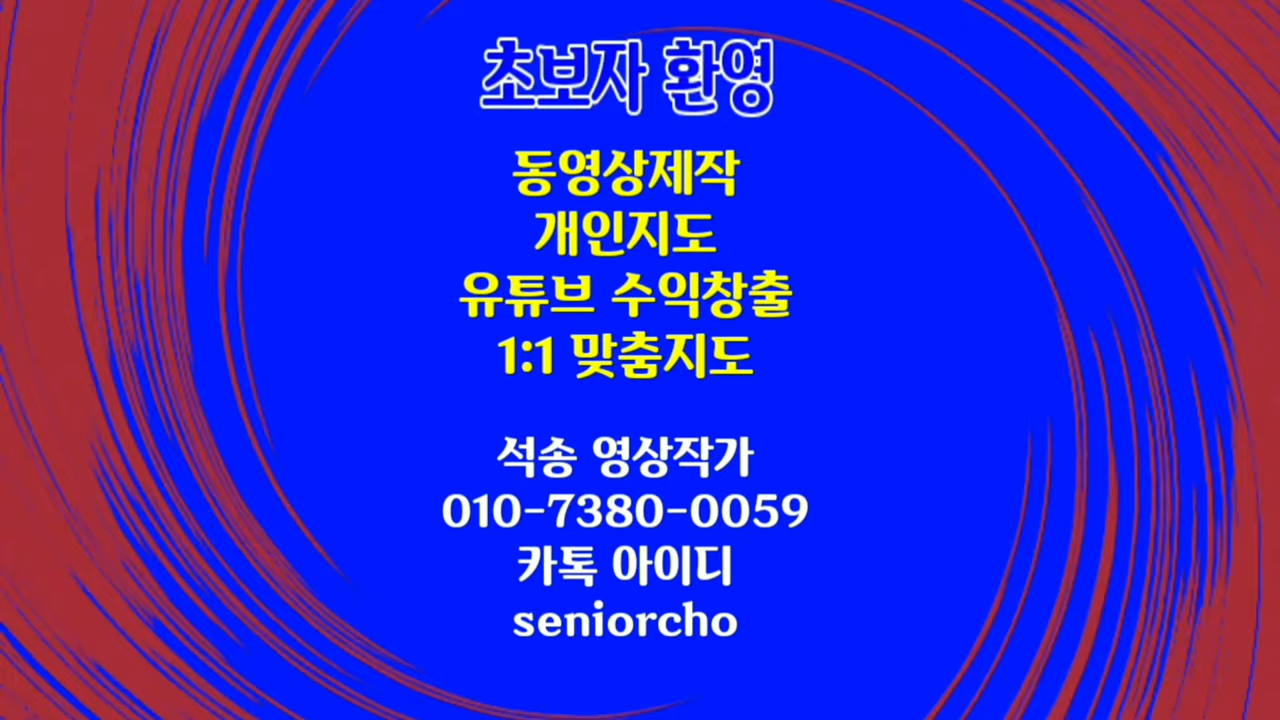 초보자 환영
동영상제작
개인지도
유튜브 수익창출
1:1 맞춤지도
석송 영상작가
010-7380-0059
카톡 아이디
seniorcho